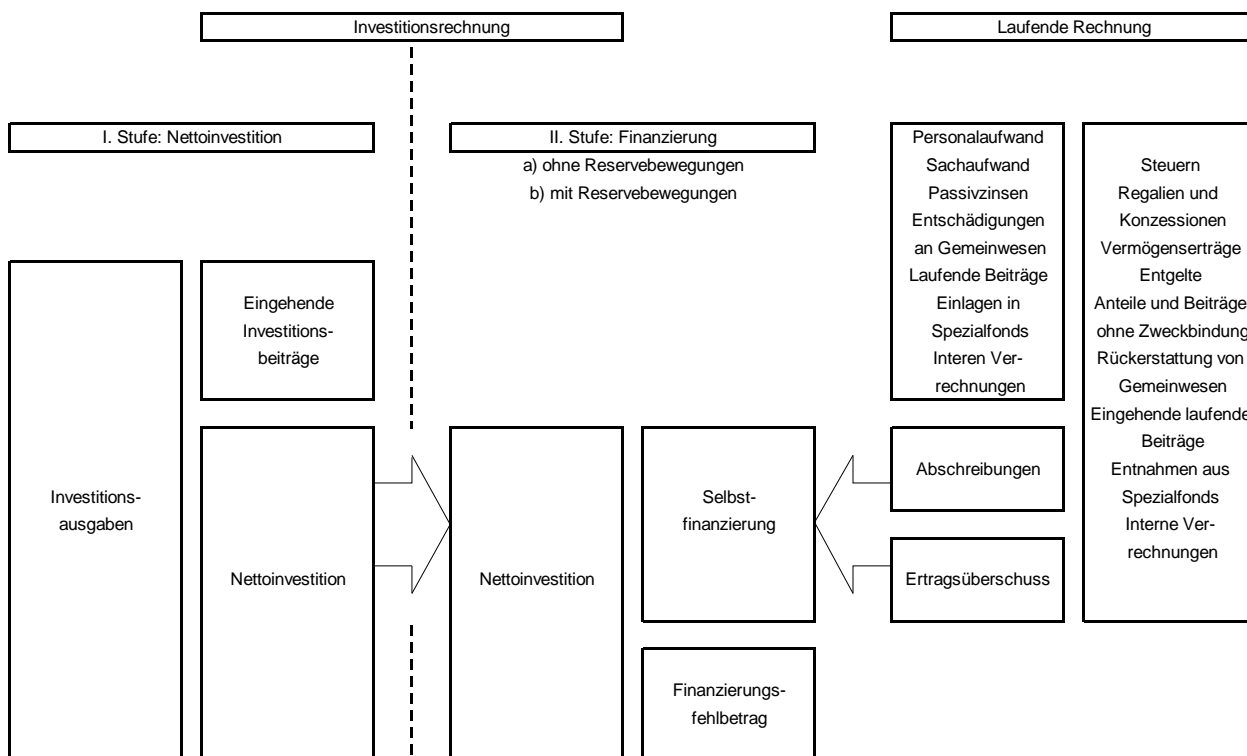 Investitionsrechnung
Laufende Rechnung
I. Stufe: Nettoinvestition
II. Stufe: Finanzierung
a) ohne Reservebewegungen
b) mit Reservebewegungen
Personalaufwand
Sachaufwand
Passivzinsen
Entschädigungen
an Gemeinwesen
Laufende Beiträge
Einlagen in
Spezialfonds
Interen Ver-
rechnungen
Steuern
Regalien und
Konzessionen
Vermögenserträge
Entgelte
Anteile und Beiträge
ohne Zweckbindung
Rückerstattung von
Gemeinwesen
Eingehende laufende
Beiträge
Entnahmen aus
Spezialfonds
Interne Ver-
rechnungen
Eingehende
Investitions-
beiträge
Investitions-
ausgaben
Nettoinvestition
Nettoinvestition
Selbst-
finanzierung
Abschreibungen
Ertragsüberschuss
Finanzierungs-
fehlbetrag